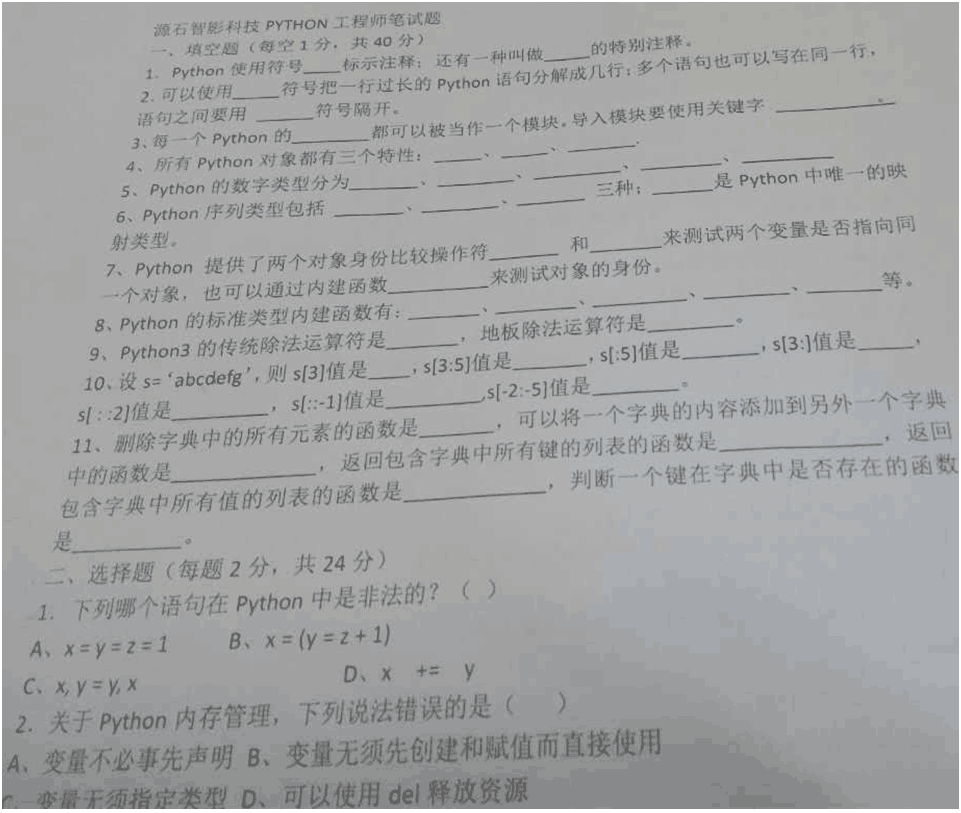 源石智影科技 PYTHON 工程师笔试题
一、填空题（每空 1 分，共 40 分）
1. Python 使用符号____标示注释；还有一种叫做_____的特别注释。
2.可以使用_____符号把一行过长的 Python 语句分解成几行；多个语句也可以写在同一行，
语句之间要用 ______符号隔开。
3、每一个 Python 的________都可以被当作一个模块。导入模块要使用关键字 ____________。
4、所有 Python 对象都有三个特性：_____、_____、_______.
5、Python 的数字类型分为_______、________、_________、_________、__________
6、Python 序列类型包括 _______、________、_______ 三种；______是 Python 中唯一的映
射类型。
7、Python 提供了两个对象身份比较操作符_______ 和 _______来测试两个变量是否指向同
一个对象，也可以通过内建函数__________来测试对象的身份。
8、Python 的标准类型内建函数有：_______、________、_________、_________、________等。
9、Python3 的传统除法运算符是_______，地板除法运算符是_________。
10、设 s=‘abcdefg’，则 s[3]值是____，s[3:5]值是_______，s[:5]值是________，s[3:]值是_____，
s[ : :2]值是_________， s[::-1]值是_________,s[-2:-5]值是________。
11、删除字典中的所有元素的函数是_______，可以将一个字典的内容添加到另外一个字典
中的函数是______________，返回包含字典中所有键的列表的函数是________________，返回
包含字典中所有值的列表的函数是_____________，判断一个键在字典中是否存在的函数
是__________。
二、选择题（每题 2 分，共 24 分）
1. 下列哪个语句在 Python 中是非法的？（ ）
A、x = y = z = 1 B、x = (y = z + 1)
C、x, y = y, x D、x += y
2. 关于 Python 内存管理，下列说法错误的是（ ）
A、变量不必事先声明 B、变量无须先创建和赋值而直接使用
C、变量无须指定类型 D、可以使用 del 释放资源